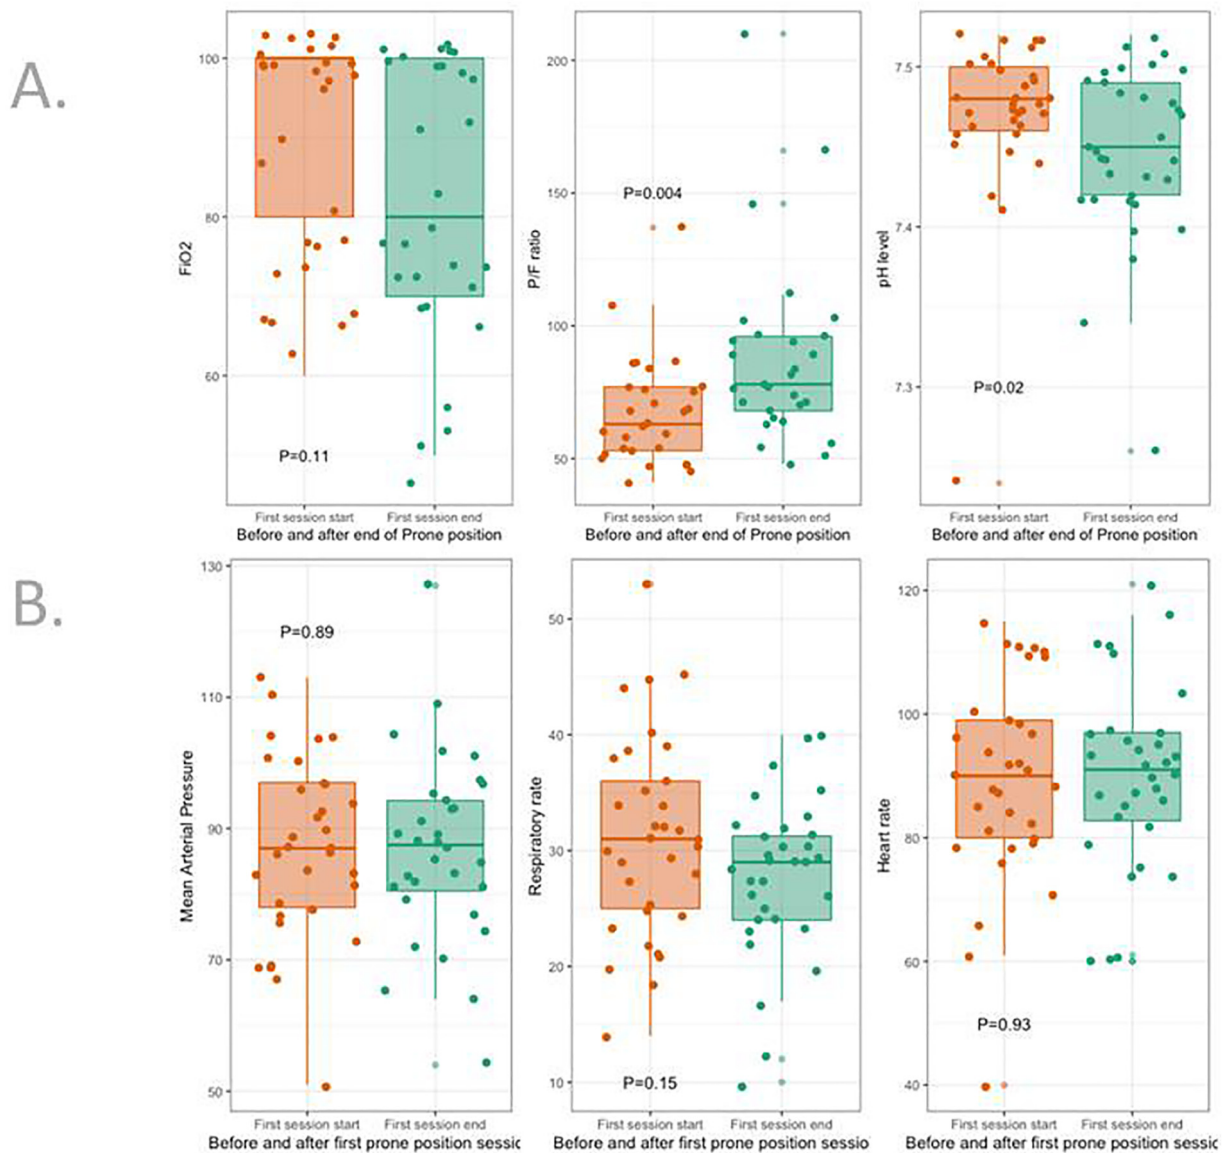 A.
FiO2
100
80
60
P=0.11
First session start
First session end
Before and after end of Prone position
P/F ratio
200
150
100
50
P=0.004
First session start
First session end
Before and after end of Prone position
pH level
7.5
7.4
7.3
P=0.02
First session start
First session end
Before and after end of Prone position
B.
Mean Arterial Pressure
130
110
90
70
50
P=0.89
First session start
First session end
Before and after first prone position sessic
Respiratory rate
50
40
30
20
10
P=0.15
First session start
First session end
Before and after first prone position sessio
Heart rate
120
100
80
60
40
P=0.93
First session start
First session end
Before and after first prone position sessic